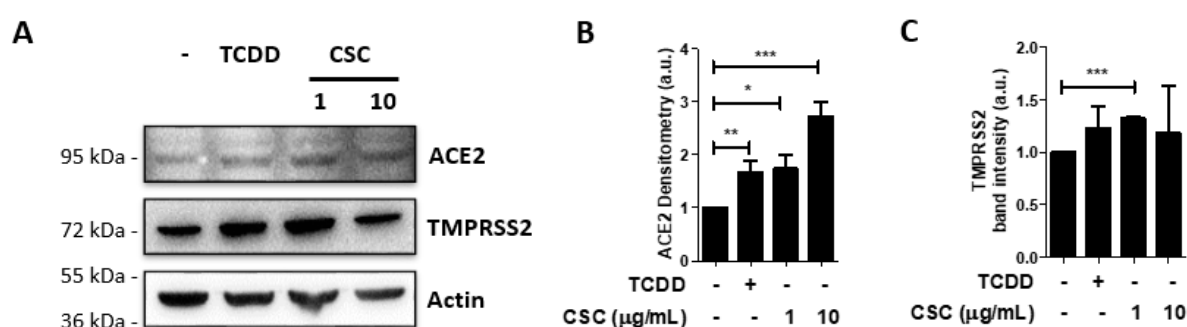 A
- TCDD CSC
1 10
95 kDa - ACE2
72 kDa - TMPRSS2
55 kDa -
Actin
36 kDa -
B
ACE2 Densitometry (a.u.)
4
3
2
1
0
***
*
**
TCDD - + - -
CSC (µg/mL) - - 1 10
C
TMPRSS2
band intensity (a.u.)
2.0
1.5
1.0
0.5
0.0
***
TCDD - + - -
CSC (µg/mL) - - 1 10